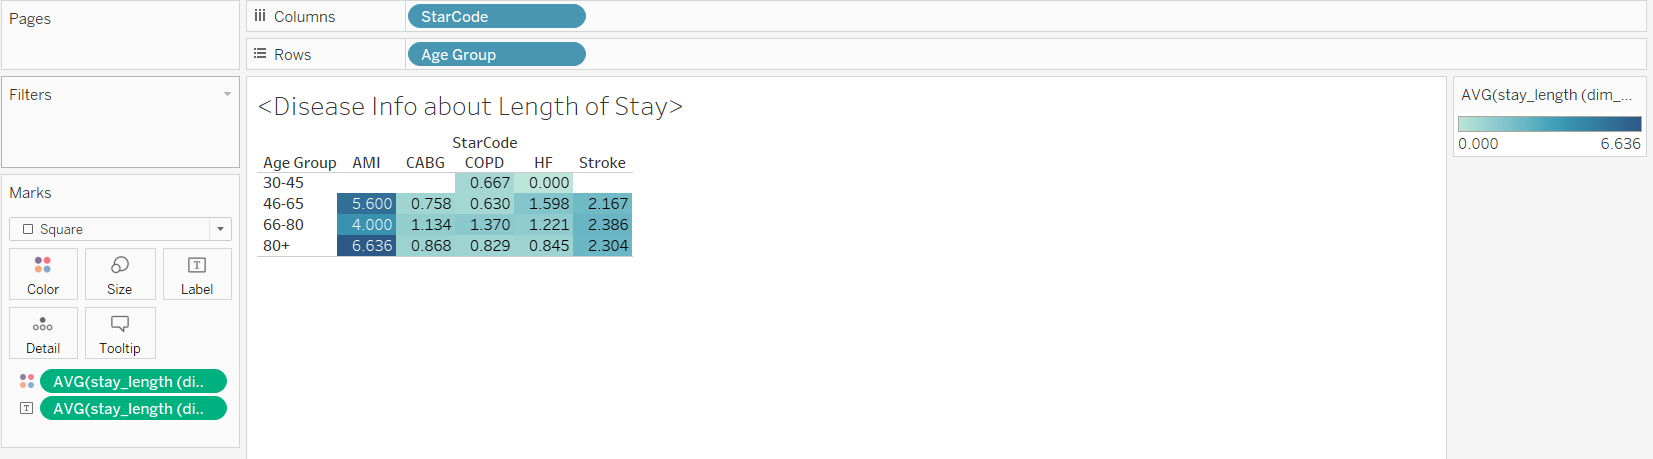 Pages
Columns
StarCode
Rows
Age Group
Filters
<Disease Info about Length of Stay>
AVG(stay_length (dim_...
0.000 6.636
StarCode
Age Group AMI CABG COPD HF Stroke
30-45 0.667 0.000
46-65 5.600 0.758 0.630 1.598 2.167
66-80 4.000 1.134 1.370 1.221 2.386
80+ 6.636 0.868 0.829 0.845 2.304
Marks
Square
Color Size T Label
Detail Tooltip
AVG(stay_length (di..
T AVG(stay_length (di..